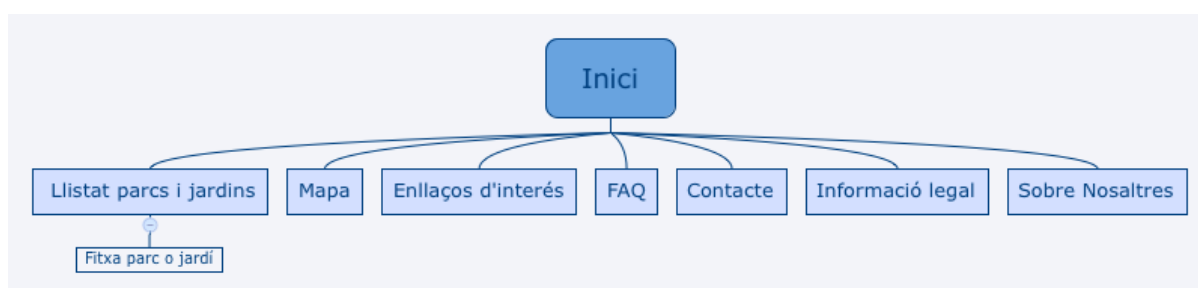 Inici
Llistat parcs i jardins
Mapa
Enllaços d'interés
FAQ
Contacte
Informació legal
Sobre Nosaltres
Fitxa parc o jardí